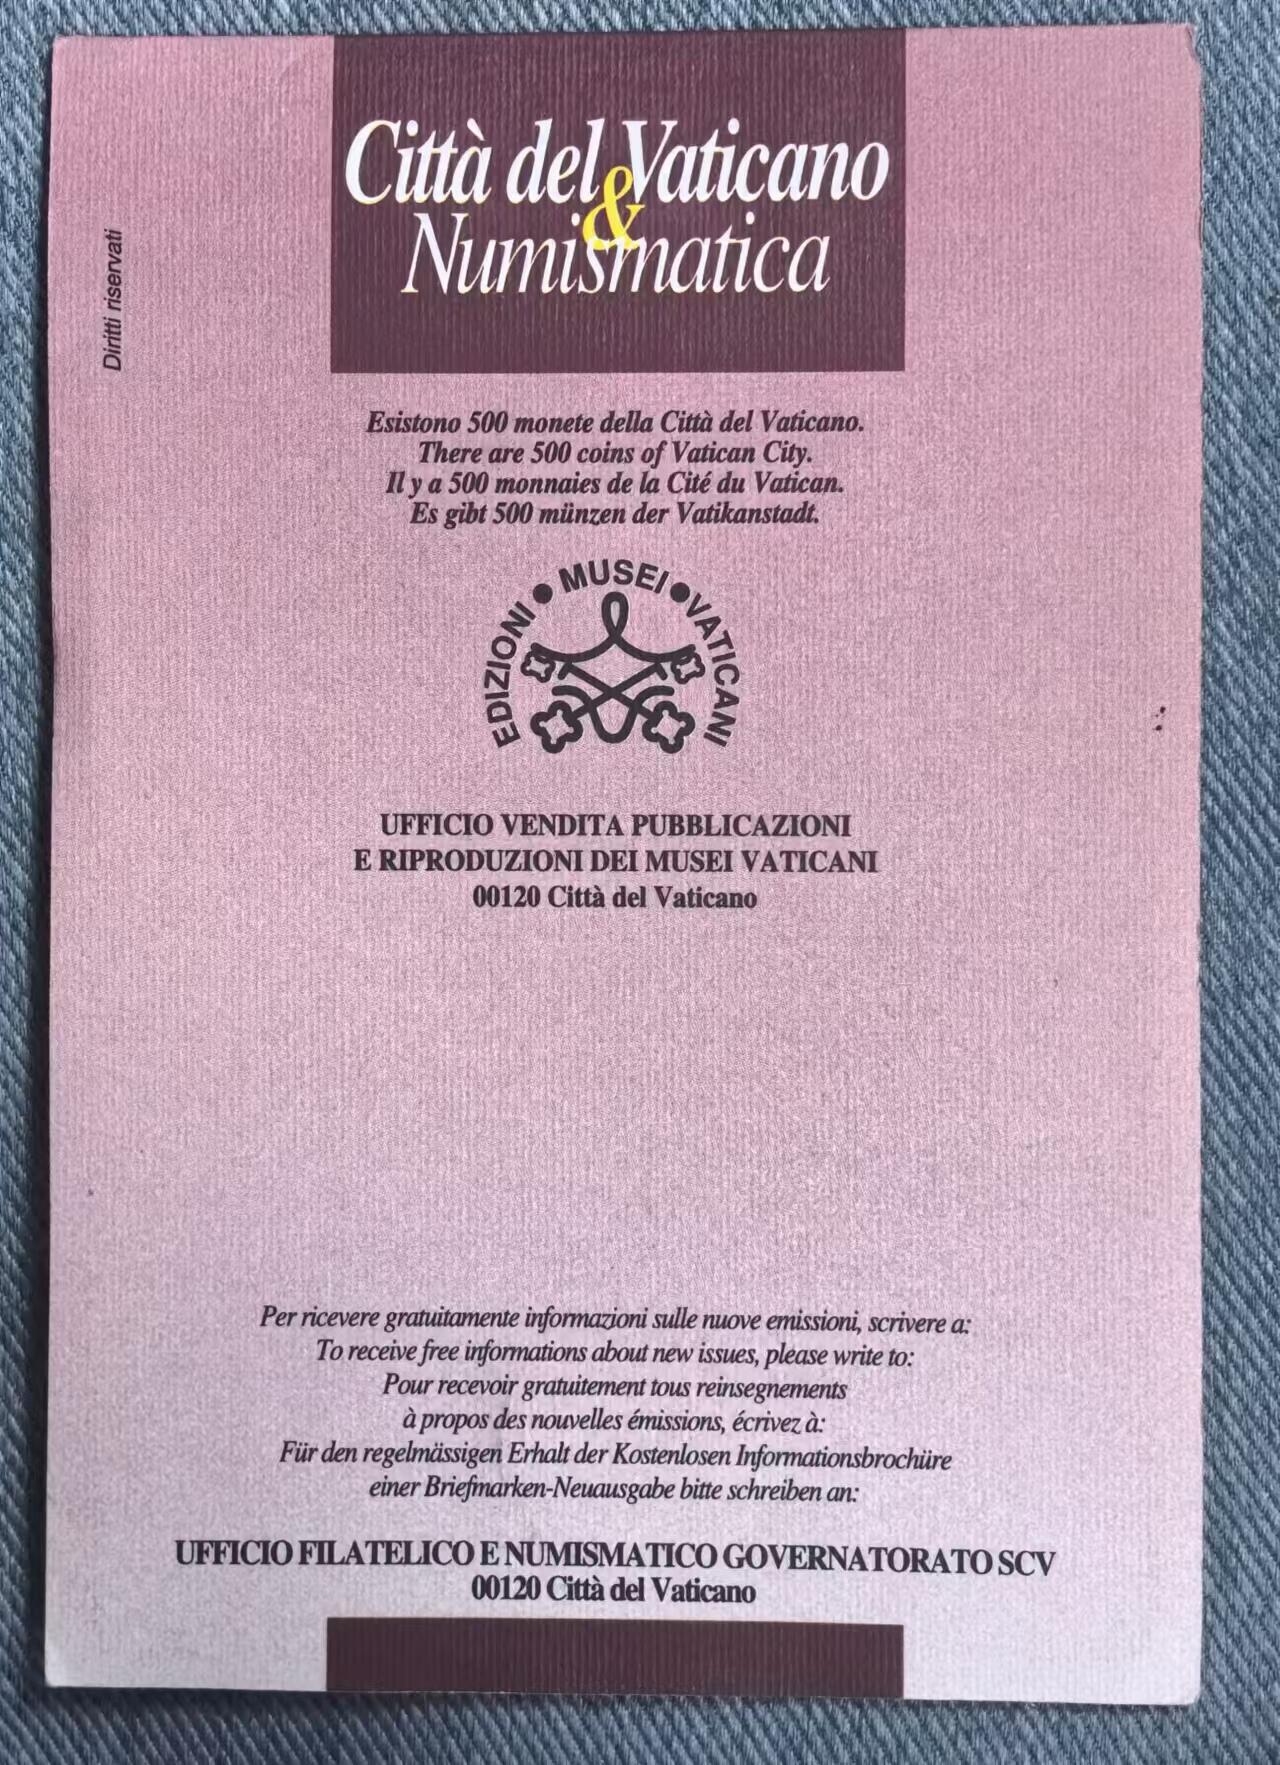 Città del Vaticano
&
Numismatica
Diritti riservati
Esistono 500 monete della Città del Vaticano.
There are 500 coins of Vatican City.
Il y a 500 monnaies de la Cité du Vatican.
Es gibt 500 münzen der Vatikanstadt.
EDIZIONI • MUSEI • VATICANI
UFFICIO VENDITA PUBBLICAZIONI
E RIPRODUZIONI DEI MUSEI VATICANI
00120 Città del Vaticano
Per ricevere gratuitamente informazioni sulle nuove emissioni, scrivere a:
To receive free informations about new issues, please write to:
Pour recevoir gratuitement tous reinsegnements
à propos des nouvelles émissions, écrivez à:
Für den regelmässigen Erhalt der Kostenlosen Informationsbrochüre
einer Briefmarken-Neuausgabe bitte schreiben an:
UFFICIO FILATELICO E NUMISMATICO GOVERNATORATO SCV
00120 Città del Vaticano